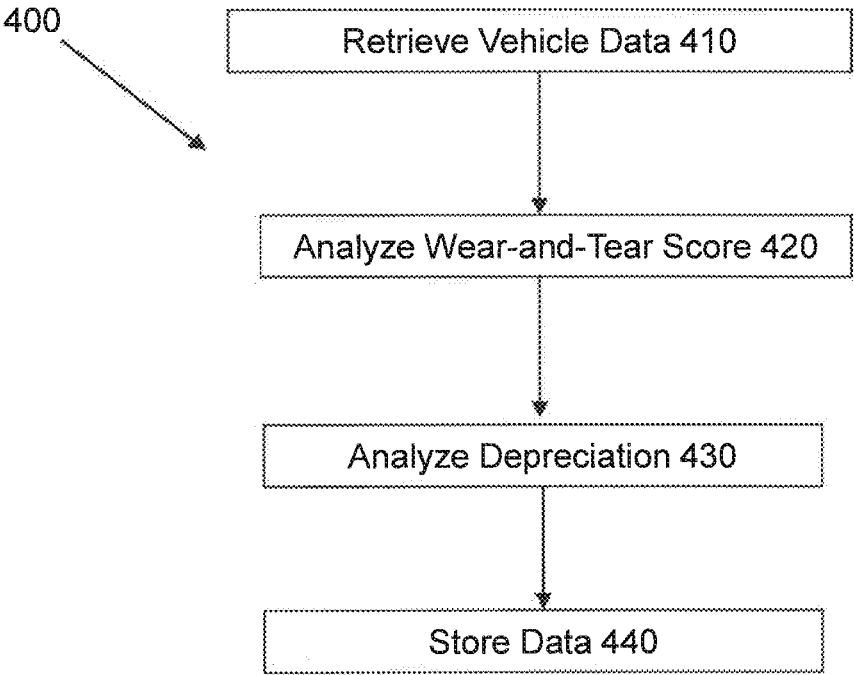 400
Retrieve Vehicle Data 410
Analyze Wear-and-Tear Score 420
Analyze Depreciation 430
Store Data 440